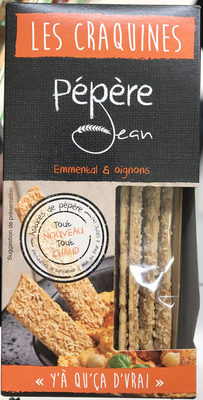 LES CRAQUINES
Pépère
Jean
Emmental & oignons
Suggestion de présentation
Tout
NOUVEAU
Tout
CHAUD
« Y'À QU'ÇA D'VRAI »